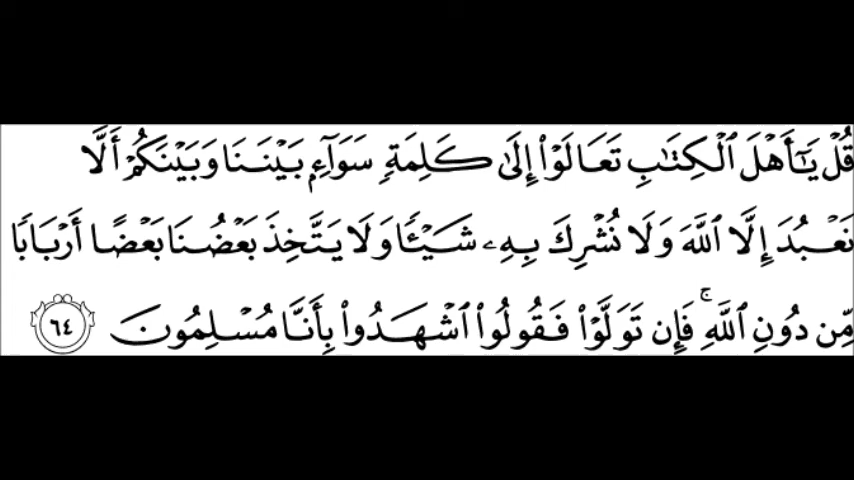 قُلۡ يَـٰٓأَهۡلَ ٱلۡكِتَـٰبِ تَعَالَوۡاْ إِلَىٰ كَلِمَةٖ سَوَآءِۭ بَيۡنَنَا وَبَيۡنَكُمۡ أَلَّا
نَعۡبُدَ إِلَّا ٱللَّهَ وَلَا نُشۡرِكَ بِهِۦ شَيۡـٔٗا وَلَا يَتَّخِذَ بَعۡضُنَا بَعۡضًا أَرۡبَابٗا
مِّن دُونِ ٱللَّهِۚ فَإِن تَوَلَّوۡاْ فَقُولُواْ ٱشۡهَدُواْ بِأَنَّا مُسۡلِمُونَ ٦٤